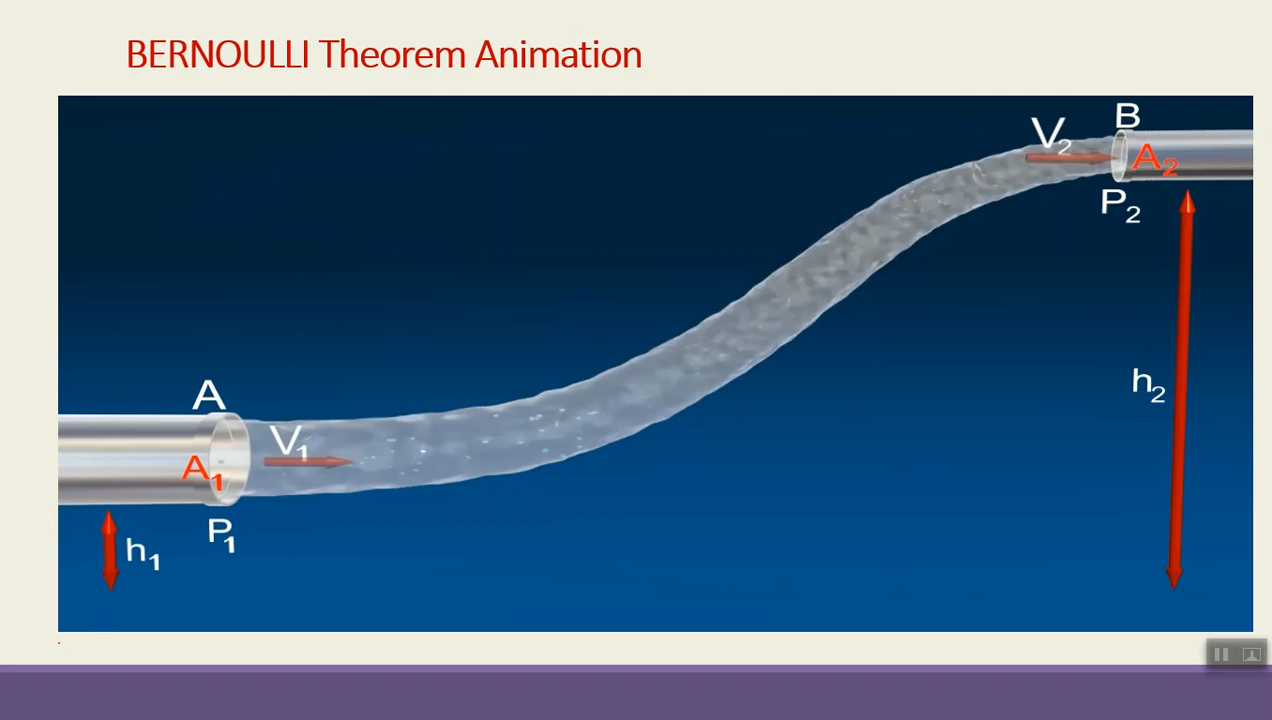 BERNOULLI Theorem Animation
B
V₂
A₂
P₂
h₂
A
V₁
A₁
P₁
h₁